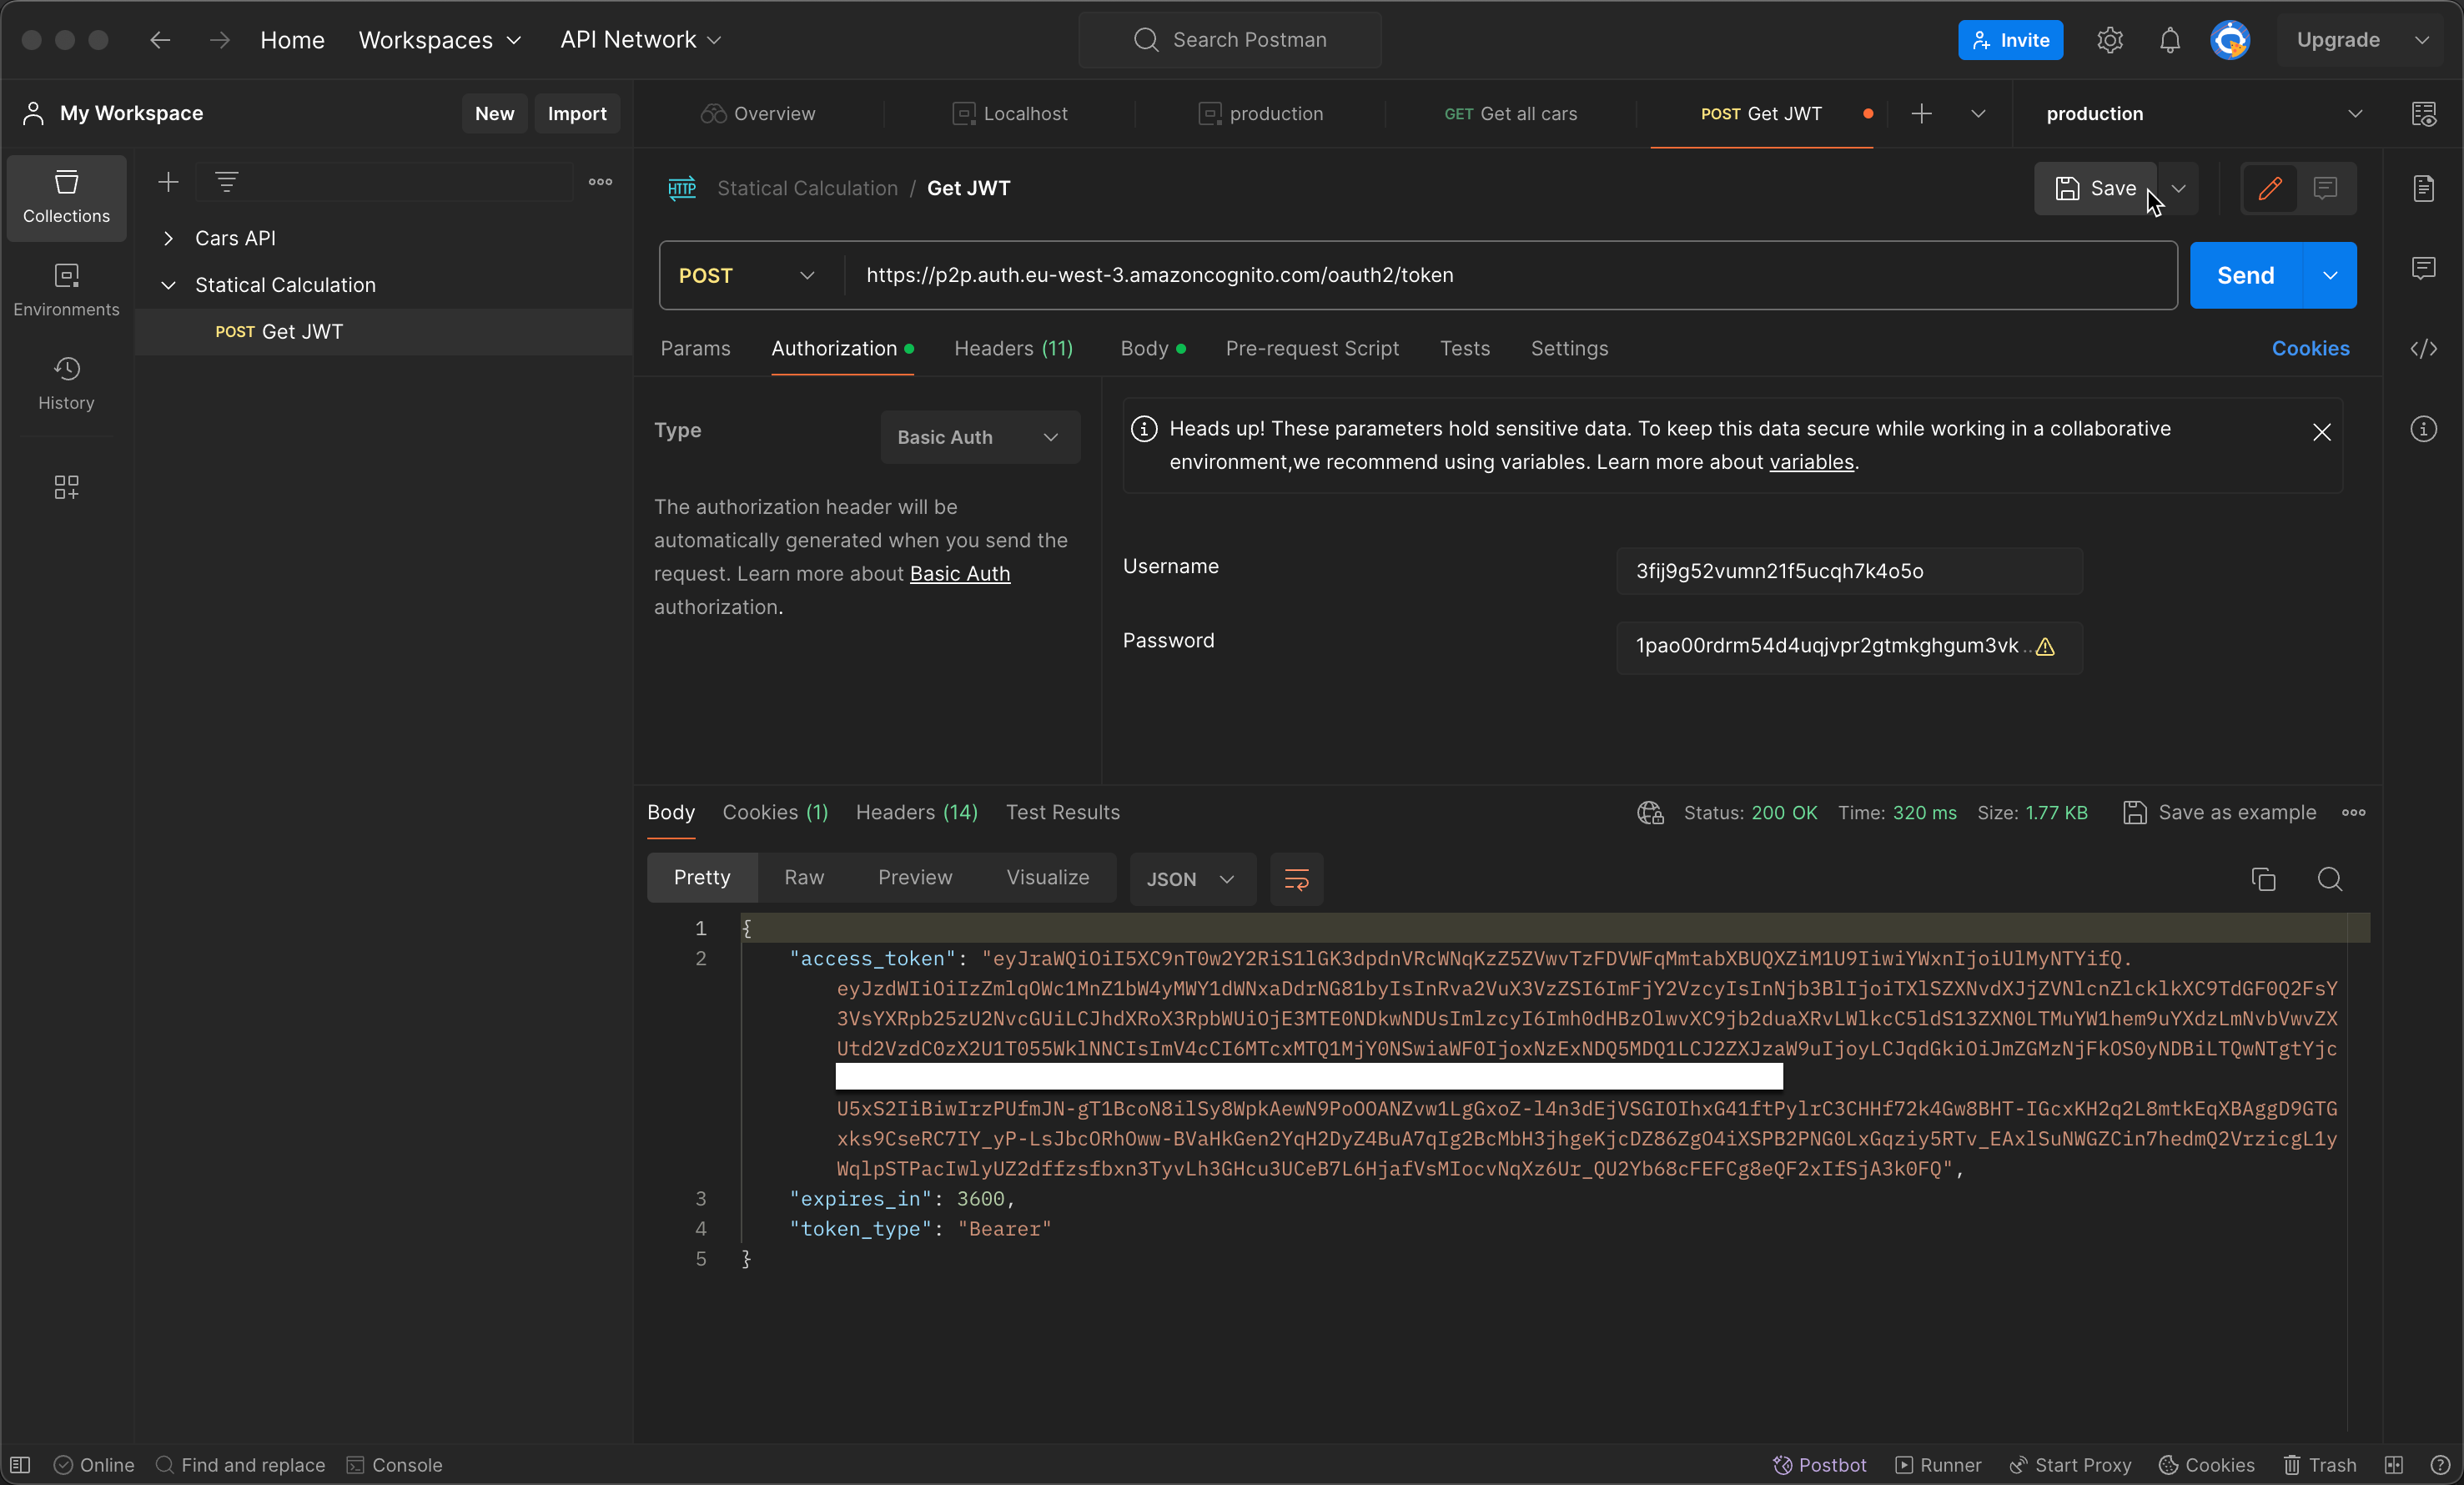 Home Workspaces API Network Search Postman Invite Upgrade
My Workspace New Import Overview Localhost production GET Get all cars POST Get JWT production
Collections
Environments
History
Cars API
Statical Calculation
POST Get JWT
HTTP Statical Calculation / Get JWT Save
POST https://p2p.auth.eu-west-3.amazoncognito.com/oauth2/token Send
Params Authorization Headers (11) Body Pre-request Script Tests Settings Cookies
Type Basic Auth
The authorization header will be
automatically generated when you send the
request. Learn more about Basic Auth
authorization.
Heads up! These parameters hold sensitive data. To keep this data secure while working in a collaborative
environment,we recommend using variables. Learn more about variables.
Username 3fij9g52vumn21f5ucqh7k4o5o
Password 1pao00rdrm54d4uqjvpr2gtmkghgum3vk...
Body Cookies (1) Headers (14) Test Results Status: 200 OK Time: 320 ms Size: 1.77 KB Save as example
Pretty Raw Preview Visualize JSON
1 {
2 "access_token": "eyJraWQiOiI5XC9nT0w2Y2RiS1lGK3dpdnVRcWNqKzZ5ZVwvTzFDVWFqMmtabXBUQXZiM1U9IiwiYWxnIjoiUlMyNTYifQ.
eyJzdWIiOiIzZmlqOWc1MnZ1bW4yMWY1dWNxaDdrNG81byIsInRva2VuX3VzZSI6ImFjY2VzcyIsInNjb3BlIjoiTXlSZXNvdXJjZVNlcnZlcklkXC9TdGF0Q2FsY
3VsYXRpb25zU2NvcGUiLCJhdXRoX3RpbWUiOjE3MTE0NDkwNDUsImlzcyI6Imh0dHBzOlwvXC9jb2duaXRvLWlkcC5ldS13ZXN0LTMuYW1hem9uYXdzLmNvbVwvZX
Utd2VzdC0zX2U1T055WklNNCIsImV4cCI6MTcxMTQ1MjY0NSwiaWF0IjoxNzExNDQ5MDQ1LCJ2ZXJzaW9uIjoyLCJqdGkiOiJmZGMzNjFkOS0yNDBiLTQwNTgtYjc
U5xS2IiBiwIrzPUfmJN-gT1BcoN8ilSy8WpkAewN9PoOOANZvw1LgGxoZ-l4n3dEjVSGIOIhxG41ftPylrC3CHHf72k4Gw8BHT-IGcxKH2q2L8mtkEqXBAggD9GTG
xks9CseRC7IY_yP-LsJbcORhOww-BVaHkGen2YqH2DyZ4BuA7qIg2BcMbH3jhgeKjcDZ86ZgO4iXSPB2PNG0LxGqziy5RTv_EAxlSuNWGZCin7hedmQ2VrzicgL1y
WqlpSTPacIwlyUZ2dffzsfbxn3TyvLh3GHcu3UCeB7L6HjafVsMIocvNqXz6Ur_QU2Yb68cFEFCg8eQF2xIfSjA3k0FQ",
3 "expires_in": 3600,
4 "token_type": "Bearer"
5 }
Online Find and replace Console Postbot Runner Start Proxy Cookies Trash